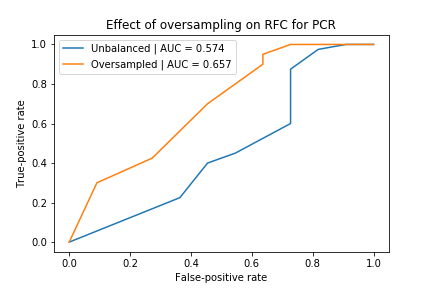 Effect of oversampling on RFC for PCR
Unbalanced | AUC = 0.574
Oversampled | AUC = 0.657
1.0
0.8
0.6
0.4
0.2
0.0
True-positive rate
0.0 0.2 0.4 0.6 0.8 1.0
False-positive rate